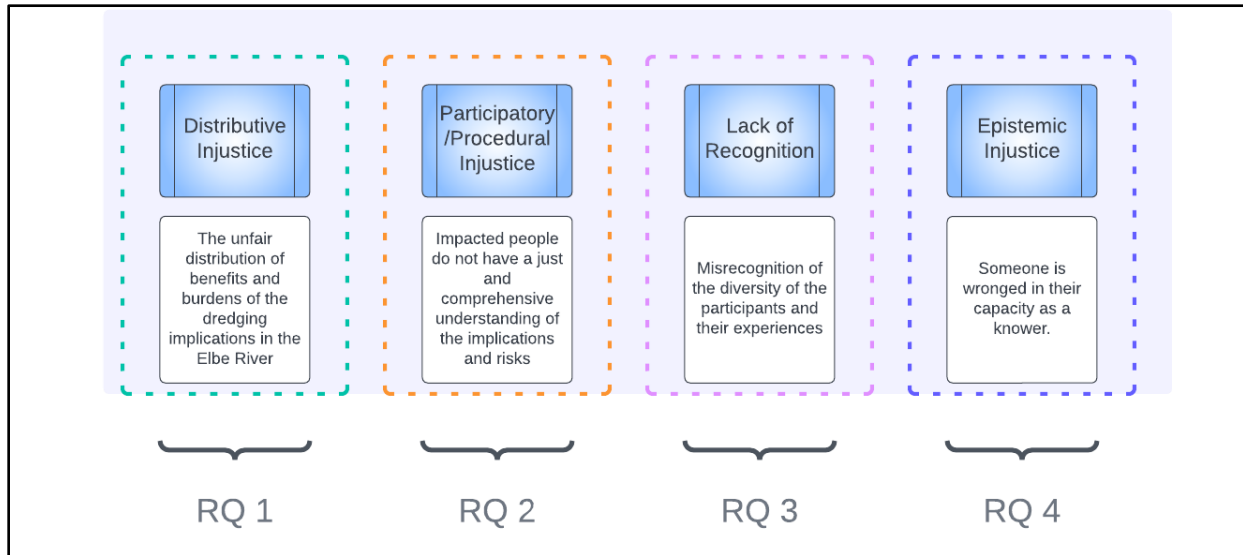 Distributive
Injustice
The unfair
distribution of
benefits and
burdens of the
dredging
implications in the
Elbe River
RQ 1
Participatory
/Procedural
Injustice
Impacted people
do not have a just
and
comprehensive
understanding of
the implications
and risks
RQ 2
Lack of
Recognition
Misrecognition of
the diversity of the
participants and
their experiences
RQ 3
Epistemic
Injustice
Someone is
wronged in their
capacity as a
knower.
RQ 4